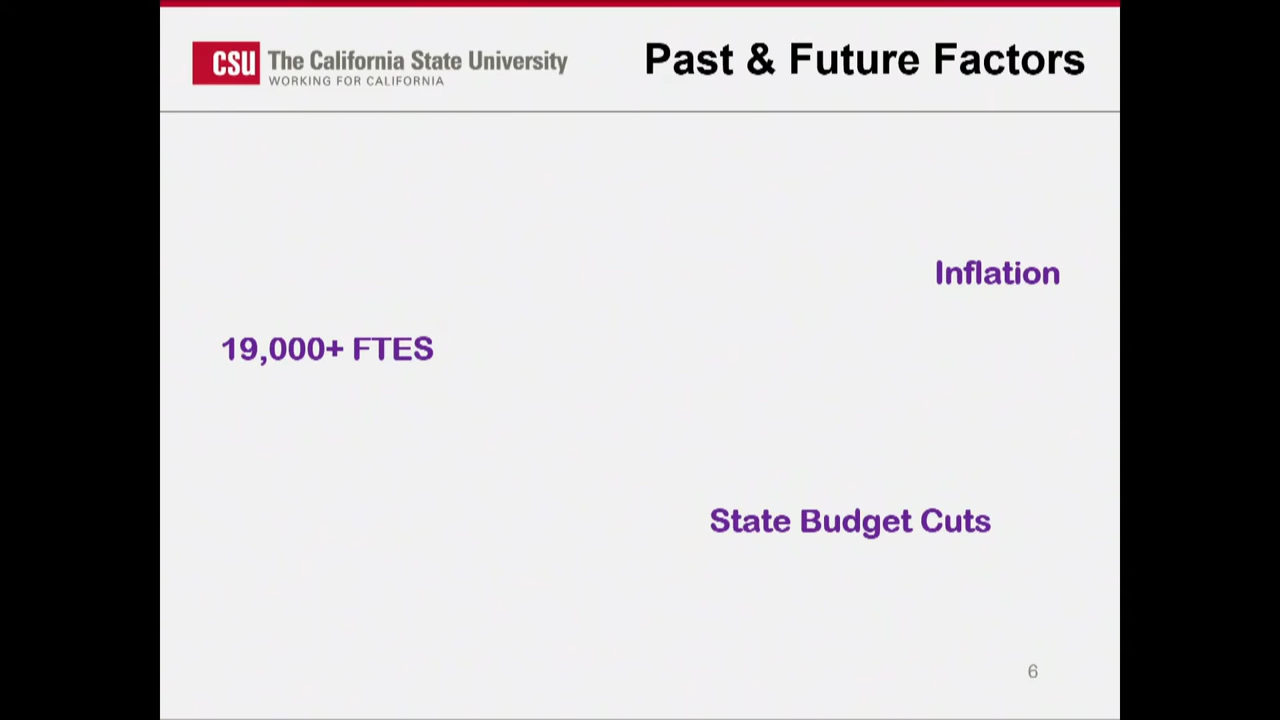 CSU The California State University
WORKING FOR CALIFORNIA
Past & Future Factors
Inflation
19,000+ FTES
State Budget Cuts
6